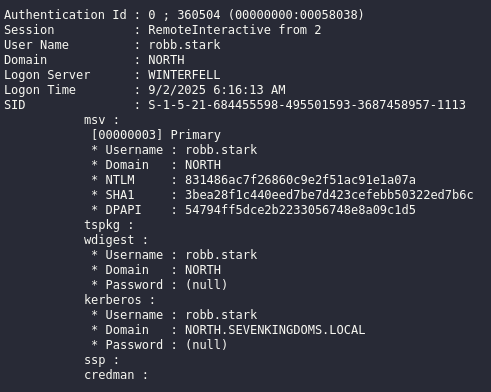 Authentication Id : 0 ; 360504 (00000000:00058038)
Session           : RemoteInteractive from 2
User Name         : robb.stark
Domain            : NORTH
Logon Server      : WINTERFELL
Logon Time        : 9/2/2025 6:16:13 AM
SID               : S-1-5-21-684455598-495501593-3687458957-1113
msv :
[00000003] Primary
* Username : robb.stark
* Domain   : NORTH
* NTLM     : 831486ac7f26860c9e2f51ac91e1a07a
* SHA1     : 3bea28f1c440eed7be7d423cefebb50322ed7b6c
* DPAPI    : 54794ff5dce2b2233056748e8a09c1d5
tspkg :
wdigest :
* Username : robb.stark
* Domain   : NORTH
* Password : (null)
kerberos :
* Username : robb.stark
* Domain   : NORTH.SEVENKINGDOMS.LOCAL
* Password : (null)
ssp :
credman :